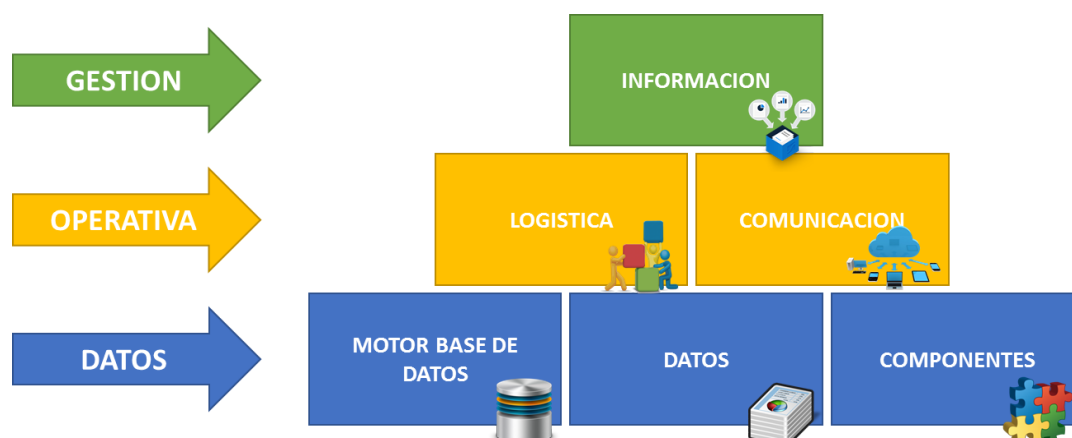 GESTION
INFORMACION
OPERATIVA
LOGISTICA
COMUNICACION
DATOS
MOTOR BASE DE
DATOS
DATOS
COMPONENTES